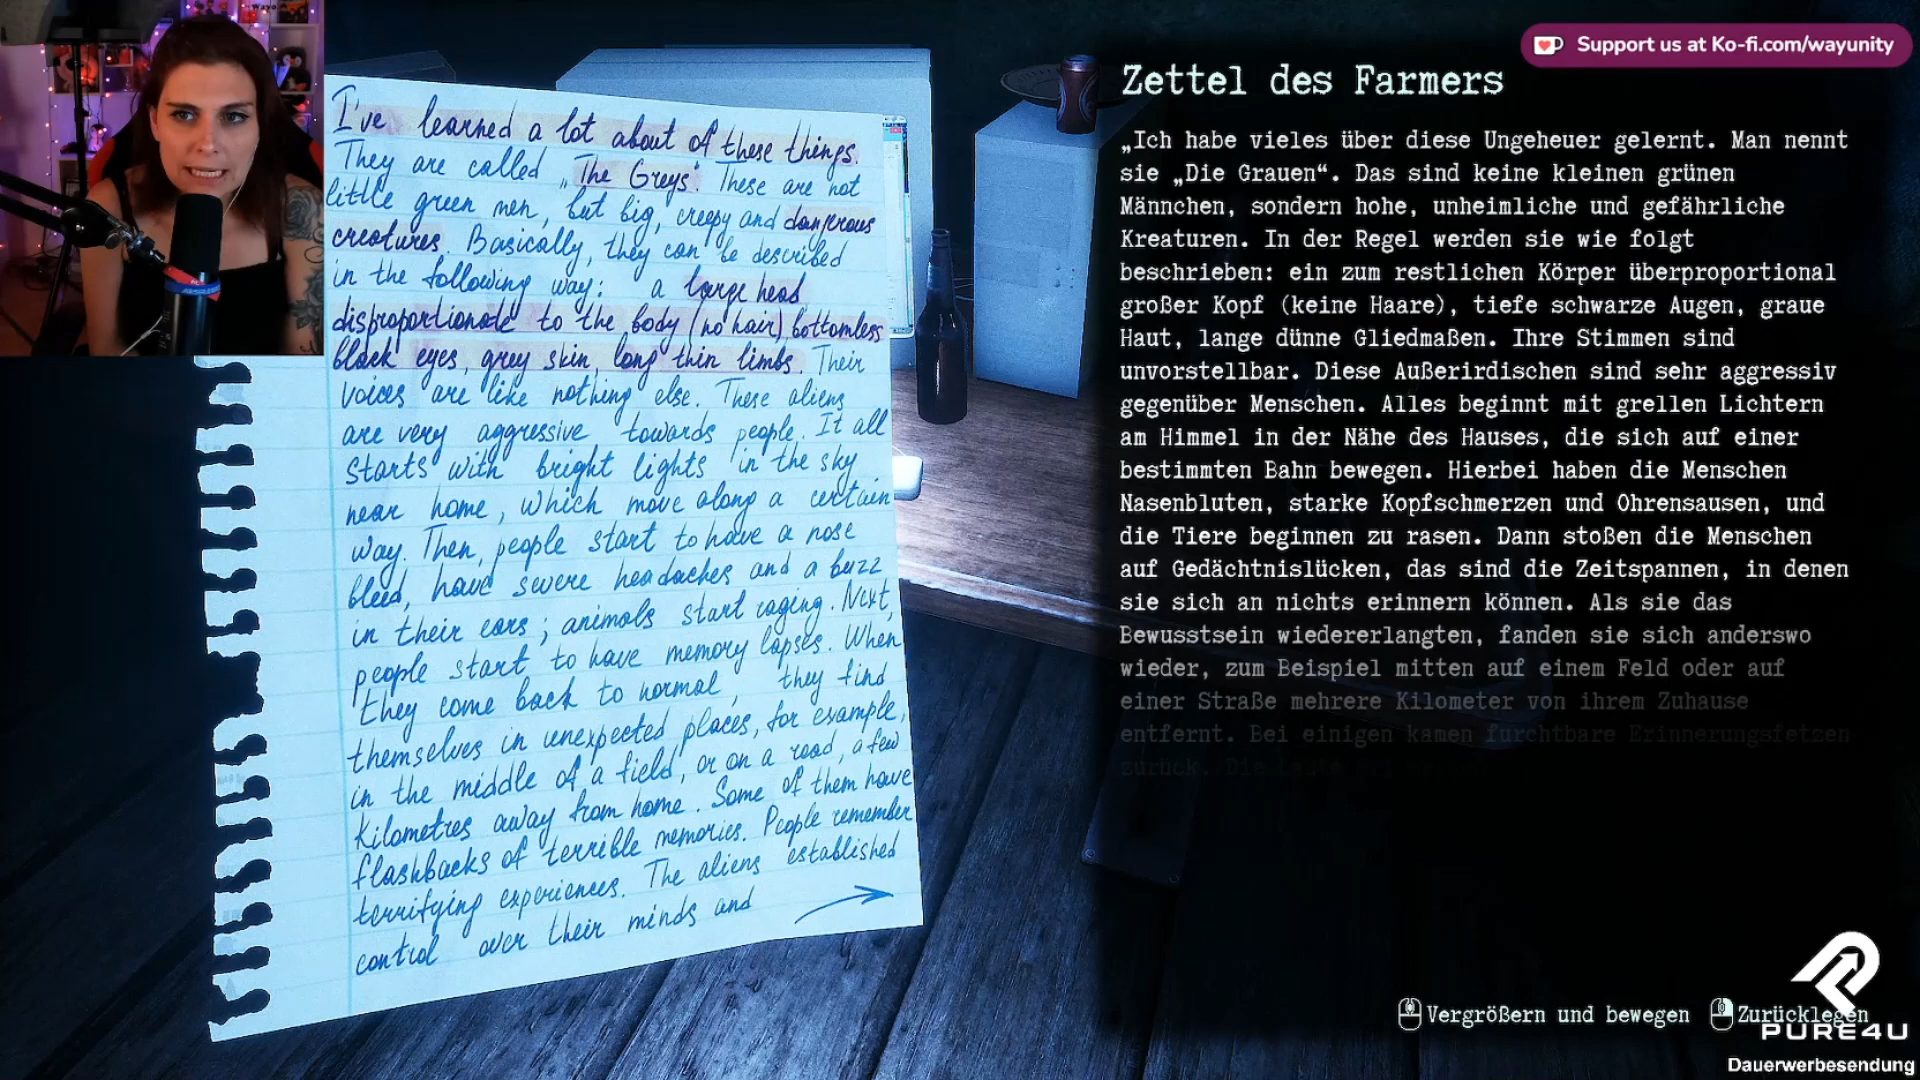 Support us at Ko-fi.com/wayunity
I've learned a lot about of these things.
They are called „The Greys". These are not
little green men, but big, creepy and dangerous
creatures. Basically, they can be described
in the following way: a large head
disproportionate to the body (no hair), bottomless
black eyes, grey skin, long thin limbs. Their
voices are like nothing else. These aliens
are very aggressive towards people. It all
starts with bright lights in the sky
near home, which move along a certain
way. Then, people start to have a nose
bleed, have severe headaches and a buzz
in their ears; animals start raging. Next,
people start to have memory lapses. When
they come back to normal, they find
themselves in unexpected places, for example,
in the middle of a field, or on a road, a few
kilometres away from home. Some of them have
flashbacks of terrible memories. People remember
terrifying experiences. The aliens established
control over their minds and
Zettel des Farmers
„Ich habe vieles über diese Ungeheuer gelernt. Man nennt
sie „Die Grauen“. Das sind keine kleinen grünen
Männchen, sondern hohe, unheimliche und gefährliche
Kreaturen. In der Regel werden sie wie folgt
beschrieben: ein zum restlichen Körper überproportional
großer Kopf (keine Haare), tiefe schwarze Augen, graue
Haut, lange dünne Gliedmaßen. Ihre Stimmen sind
unvorstellbar. Diese Außerirdischen sind sehr aggressiv
gegenüber Menschen. Alles beginnt mit grellen Lichtern
am Himmel in der Nähe des Hauses, die sich auf einer
bestimmten Bahn bewegen. Hierbei haben die Menschen
Nasenbluten, starke Kopfschmerzen und Ohrensausen, und
die Tiere beginnen zu rasen. Dann stoßen die Menschen
auf Gedächtnislücken, das sind die Zeitspannen, in denen
sie sich an nichts erinnern können. Als sie das
Bewusstsein wiedererlangten, fanden sie sich anderswo
wieder, zum Beispiel mitten auf einem Feld oder auf
einer Straße mehrere Kilometer von ihrem Zuhause
entfernt. Bei einigen kamen furchtbare Erinnerungsfetzen
zurück. Die
Vergrößern und bewegen
Zurücklegen
PURE4U
Dauerwerbesendung